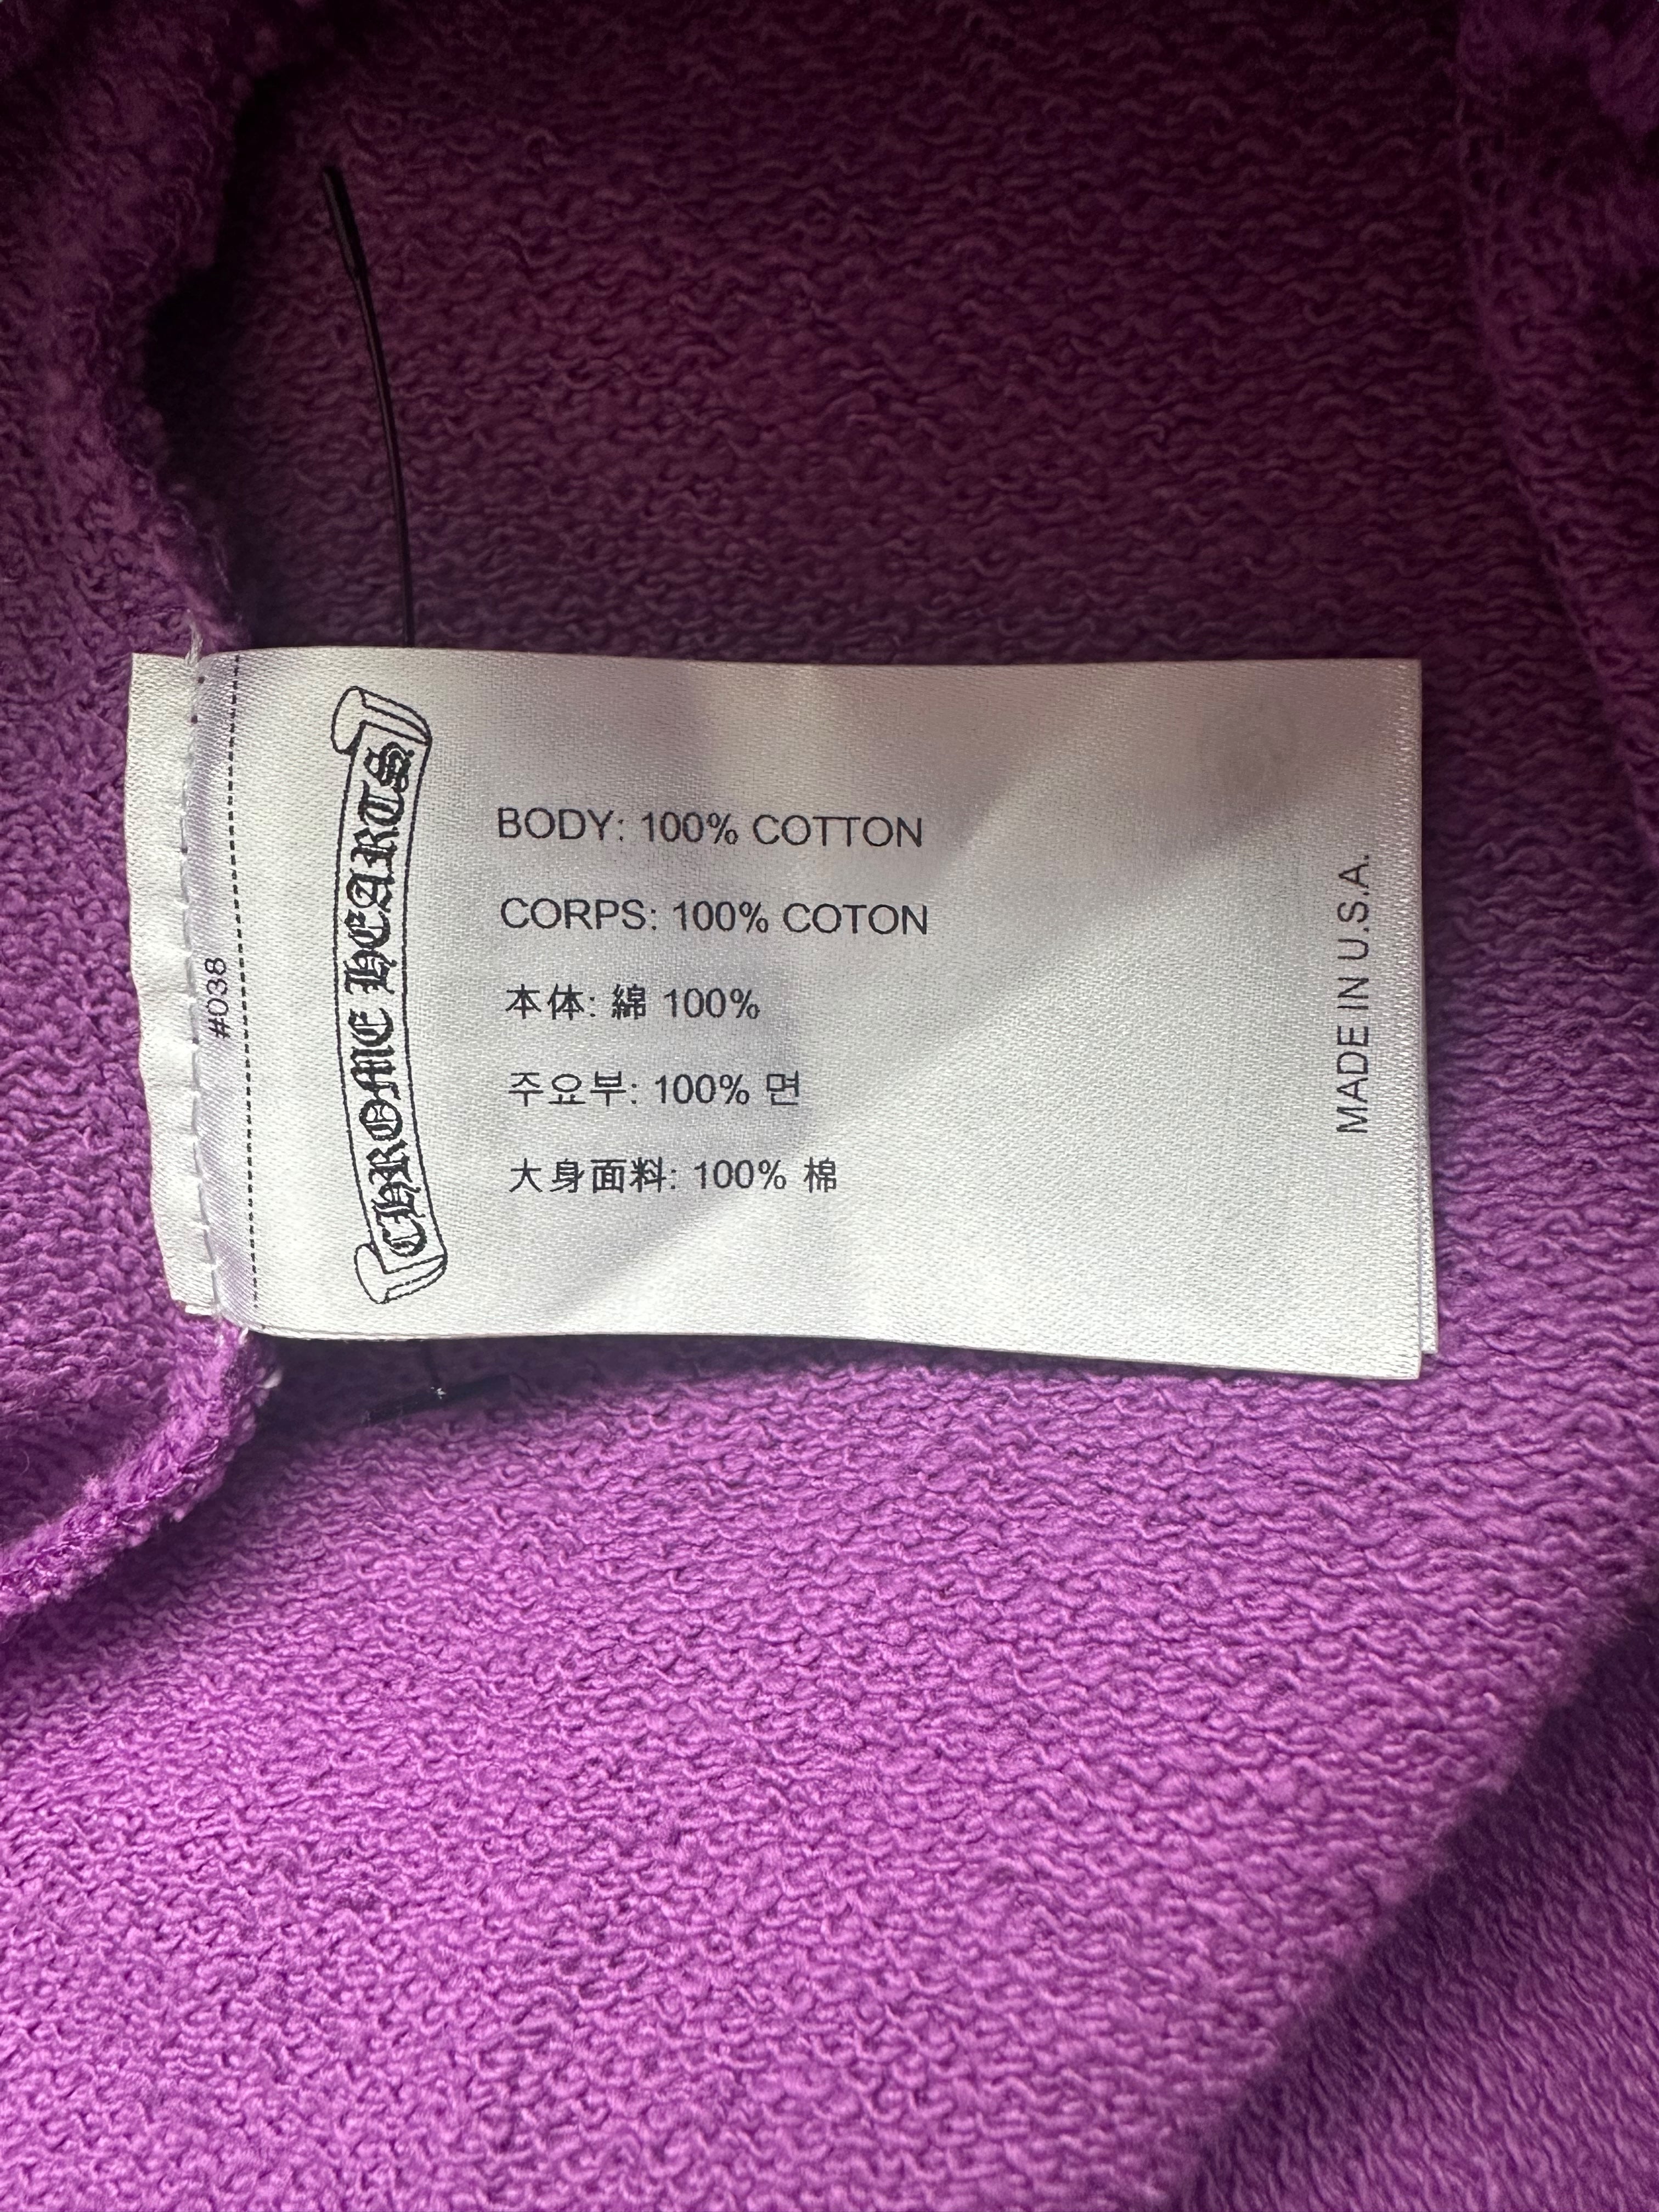 #038
CHROME HEARTS
BODY: 100% COTTON
CORPS: 100% COTON
本体: 綿 100%
주요부: 100% 면
大身面料: 100% 棉
MADE IN U.S.A.